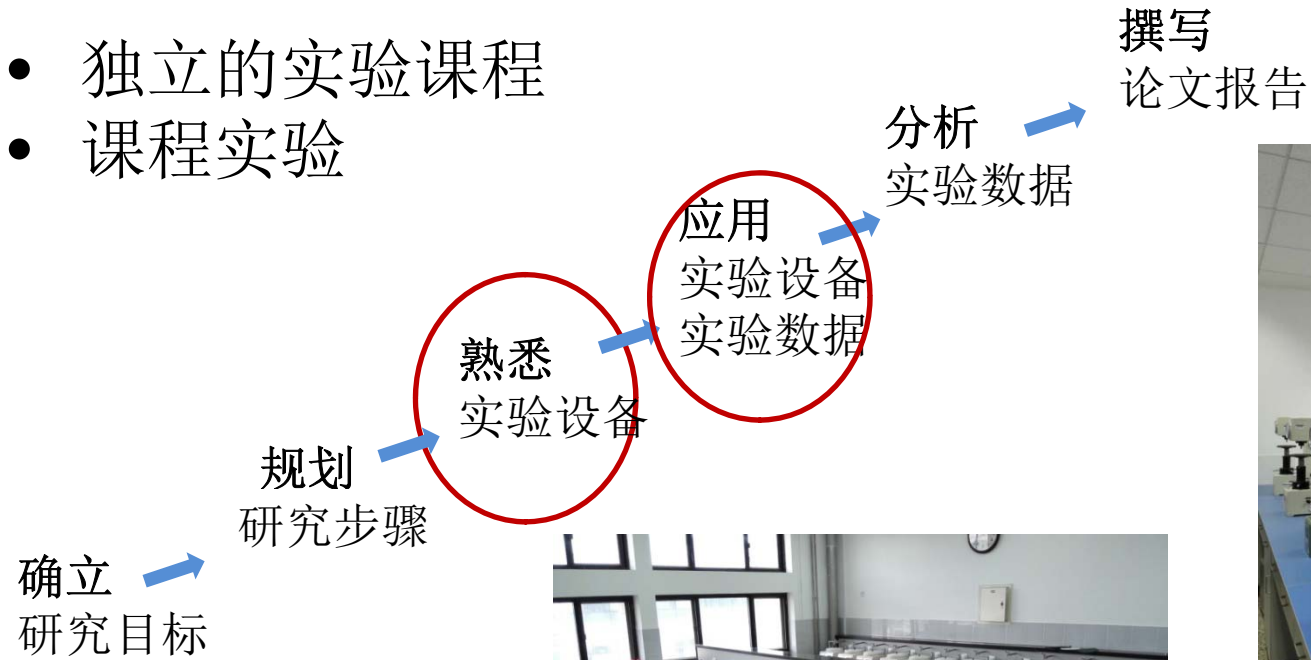 • 独立的实验课程
• 课程实验
撰写
论文报告
分析
实验数据
应用
实验设备
实验数据
熟悉
实验设备
规划
研究步骤
确立
研究目标